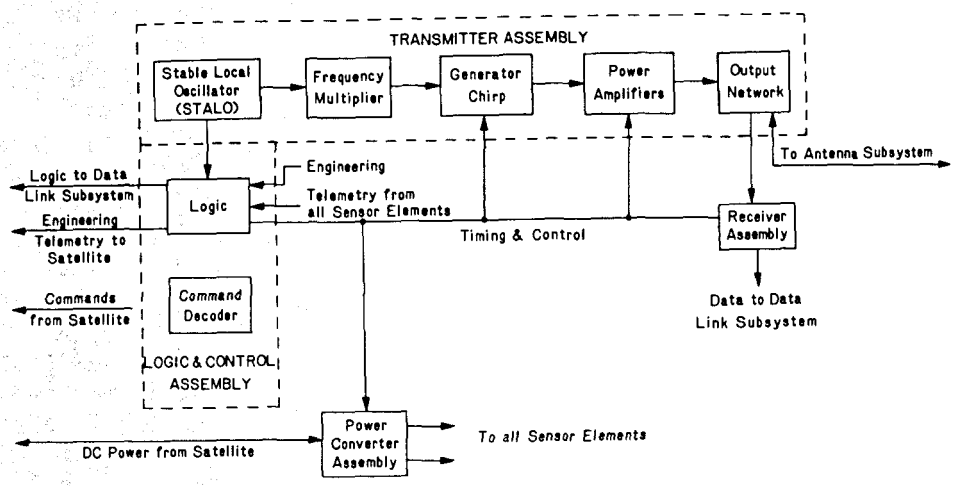 TRANSMITTER ASSEMBLY
Stable Local
Oscillator
(STALO)
Frequency
Multiplier
Generator
Chirp
Power
Amplifiers
Output
Network
To Antenna Subsystem
Logic to Data
Link Subsystem
Engineering
Telemetry to
Satellite
Logic
Engineering
Telemetry from
all Sensor Elements
Timing & Control
Receiver
Assembly
Data to Data
Link Subsystem
Commands
from Satellite
Command
Decoder
LOGIC & CONTROL
ASSEMBLY
DC Power from Satellite
Power
Converter
Assembly
To all Sensor Elements